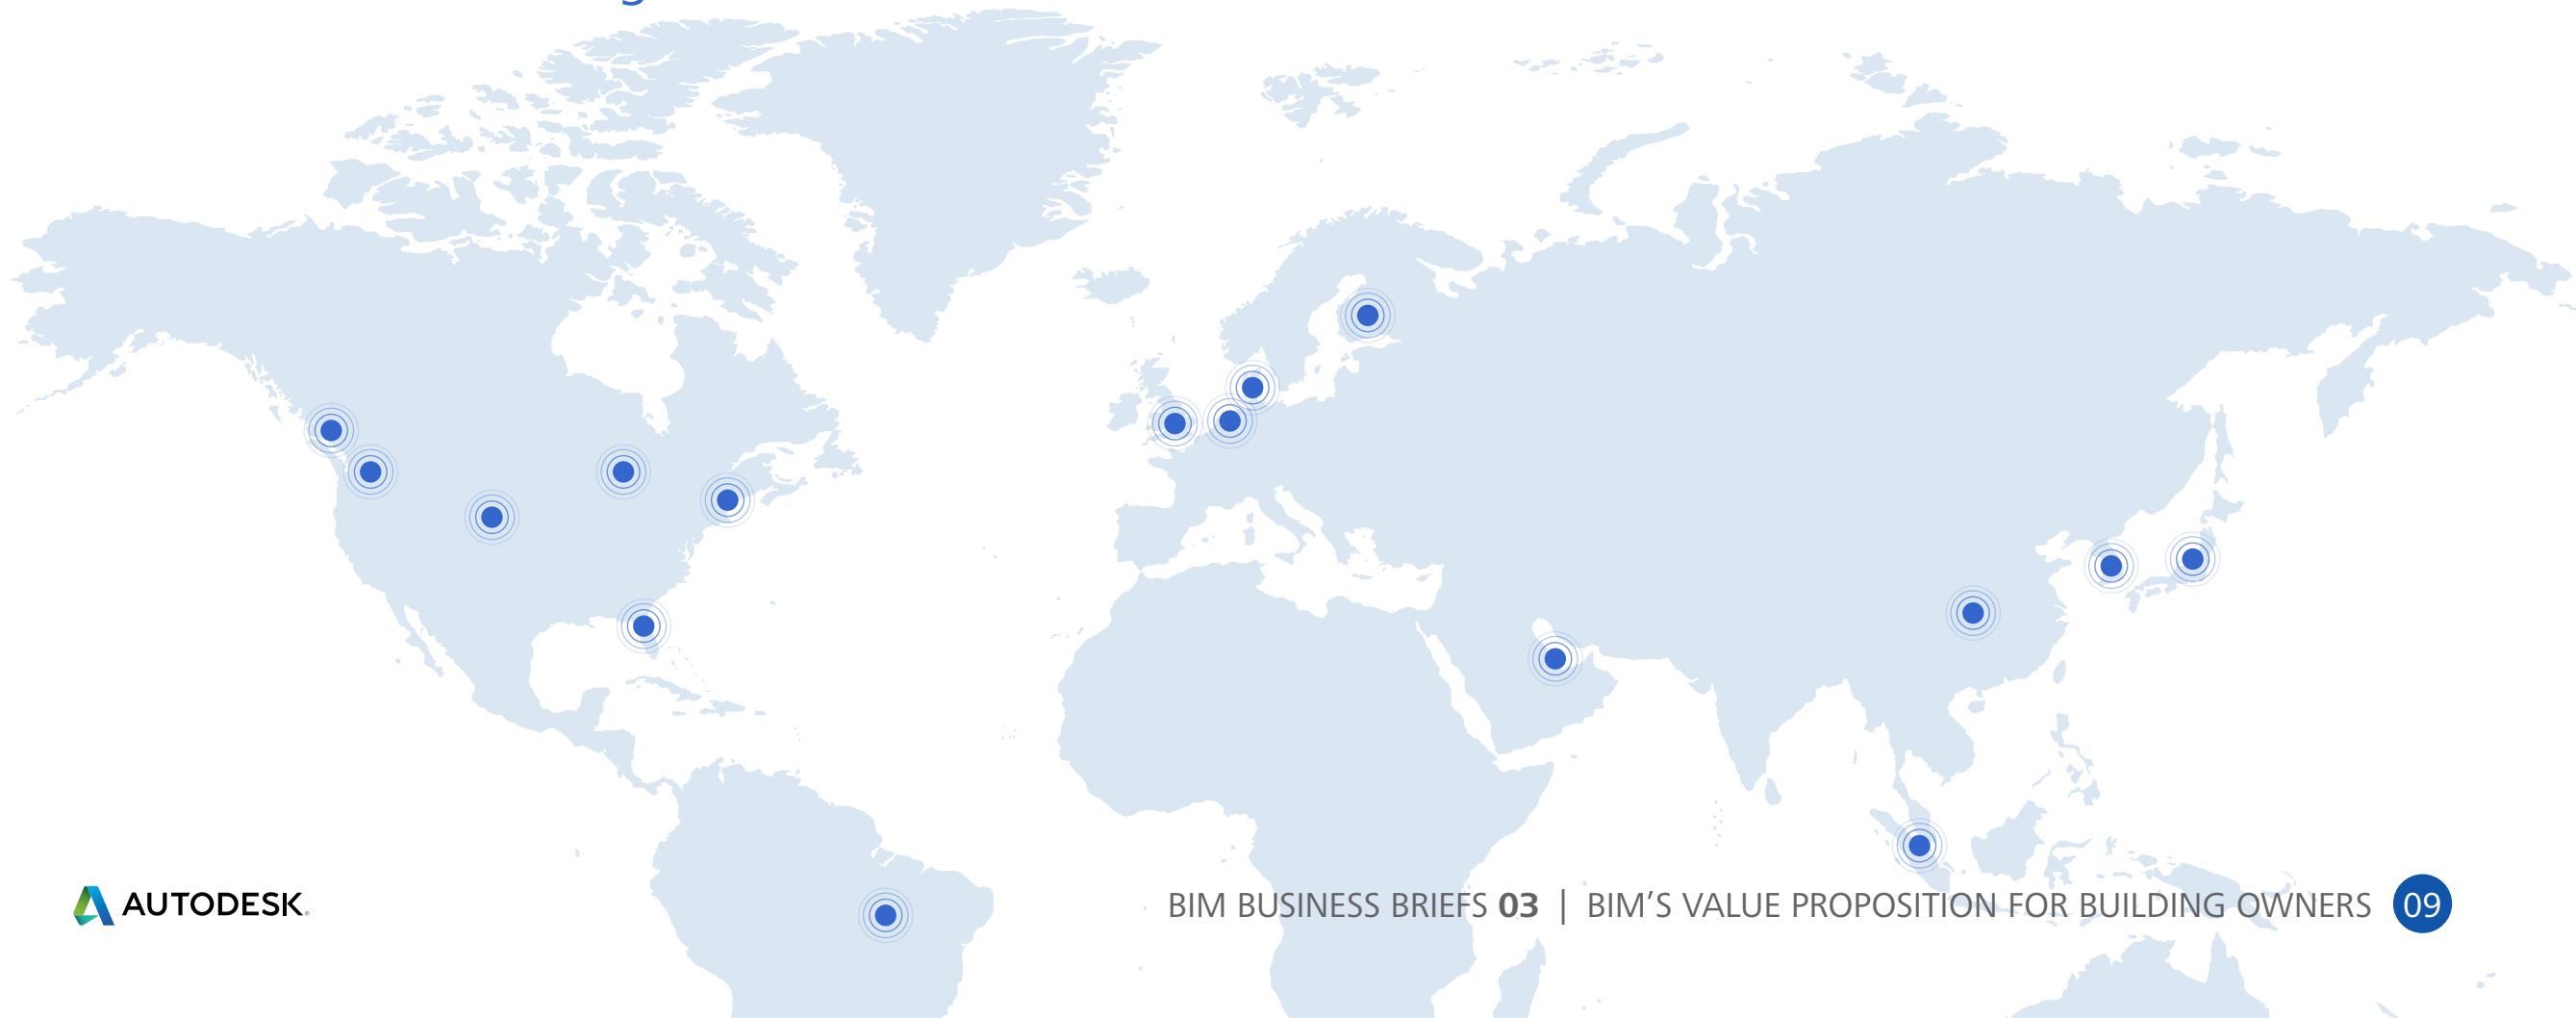 AUTODESK®
BIM BUSINESS BRIEFS 03 | BIM'S VALUE PROPOSITION FOR BUILDING OWNERS 09